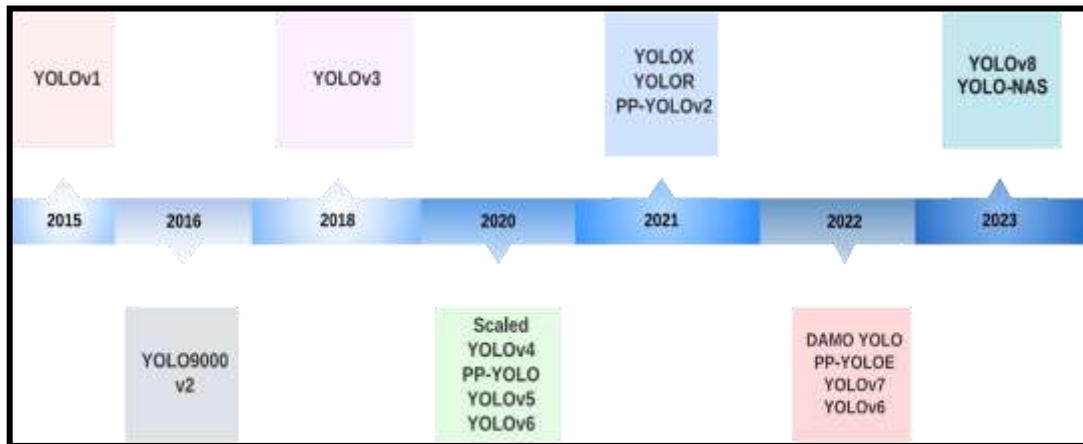 YOLOv1
YOLOv3
YOLOX
YOLOR
PP-YOLOv2
YOLOv8
YOLO-NAS
2015
2016
2018
2020
2021
2022
2023
YOLO9000
v2
Scaled
YOLOv4
PP-YOLO
YOLOv5
YOLOv6
DAMO YOLO
PP-YOLOE
YOLOv7
YOLOv6